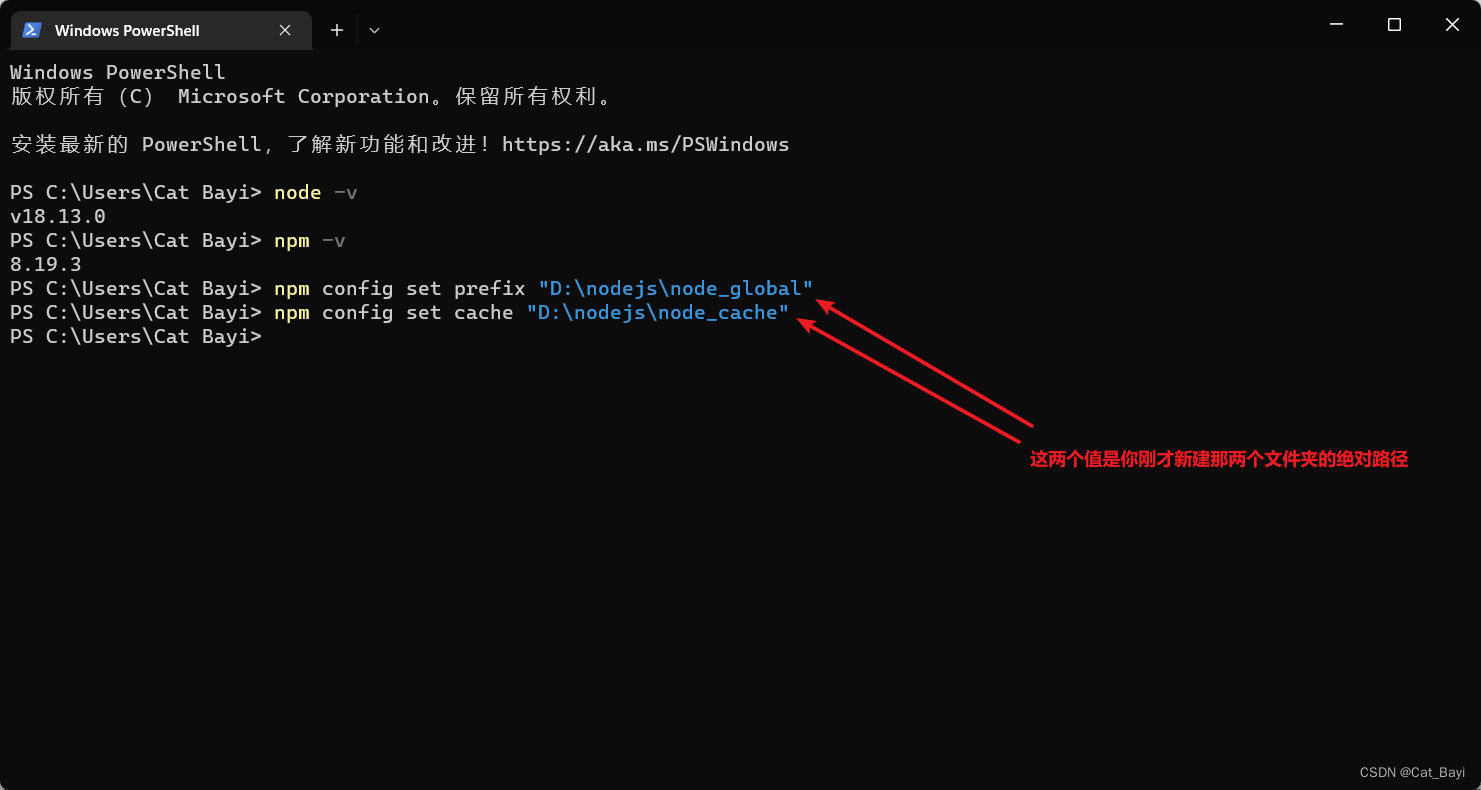 Windows PowerShell
Windows PowerShell
版权所有 (C) Microsoft Corporation。保留所有权利。
安装最新的 PowerShell，了解新功能和改进！https://aka.ms/PSWindows
PS C:\Users\Cat Bayi> node -v
v18.13.0
PS C:\Users\Cat Bayi> npm -v
8.19.3
PS C:\Users\Cat Bayi> npm config set prefix "D:\nodejs\node_global"
PS C:\Users\Cat Bayi> npm config set cache "D:\nodejs\node_cache"
PS C:\Users\Cat Bayi>
这两个值是你刚才新建那两个文件夹的绝对路径
CSDN @Cat_Bayi